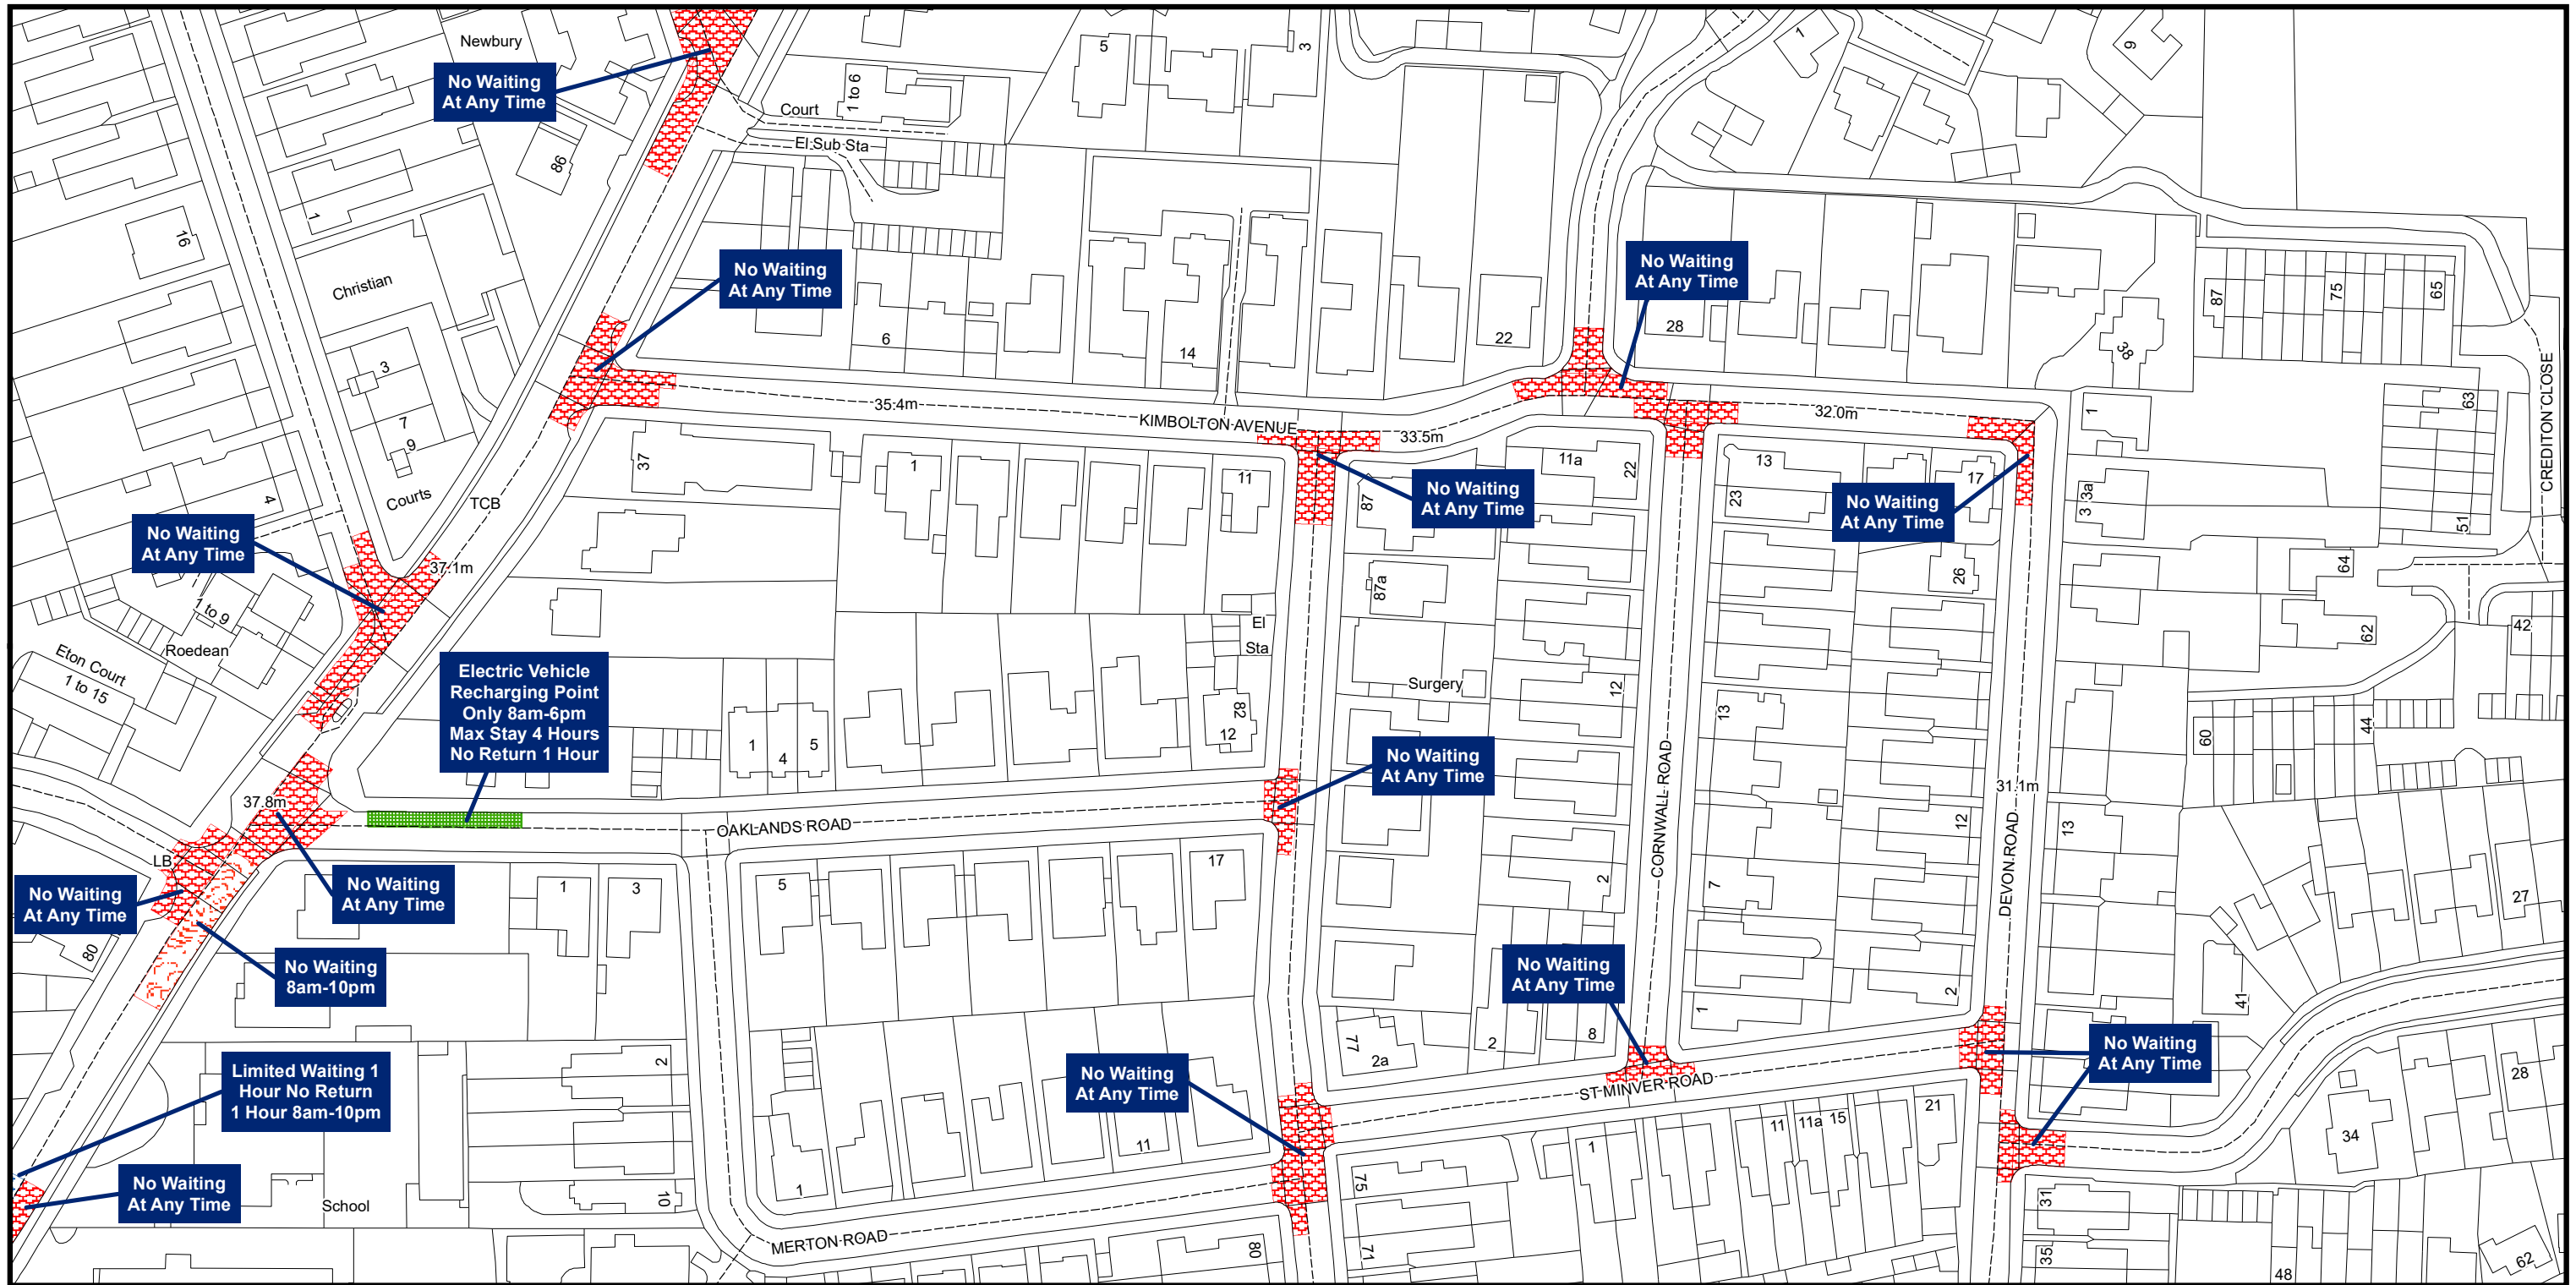 Newbury
No Waiting
At Any Time
86
1
16
Christian
3
7
9
Courts
4
TCB
37.1m
Court
1 to 6
El Sub Sta
5
3
1
9
No Waiting
At Any Time
6
14
22
No Waiting
At Any Time
28
38
87
75
65
63
51
CREDITON CLOSE
35.4m
KIMBOLTON AVENUE
33.5m
32.0m
37
1
11
No Waiting
At Any Time
87
87a
11a
22
13
23
17
No Waiting
At Any Time
26
1
3
3a
64
62
42
No Waiting
At Any Time
1 to 9
Roedean
Eton Court
1 to 15
Electric Vehicle
Recharging Point
Only 8am-6pm
Max Stay 4 Hours
No Return 1 Hour
1
4
5
El
Sta
82
12
Surgery
12
13
No Waiting
At Any Time
CORNWALL ROAD
31.1m
DEVON ROAD
60
44
37.8m
OAKLANDS ROAD
LB
No Waiting
At Any Time
No Waiting
At Any Time
80
No Waiting
8am-10pm
1
3
5
17
2
7
12
13
27
2
41
No Waiting
At Any Time
1
2
8
77
2a
No Waiting
At Any Time
Limited Waiting 1
Hour No Return
1 Hour 8am-10pm
No Waiting
At Any Time
School
2
10
1
11
No Waiting
At Any Time
ST MINVER ROAD
1
11
11a
15
21
34
28
MERTON ROAD
80
75
71
31
35
48
62